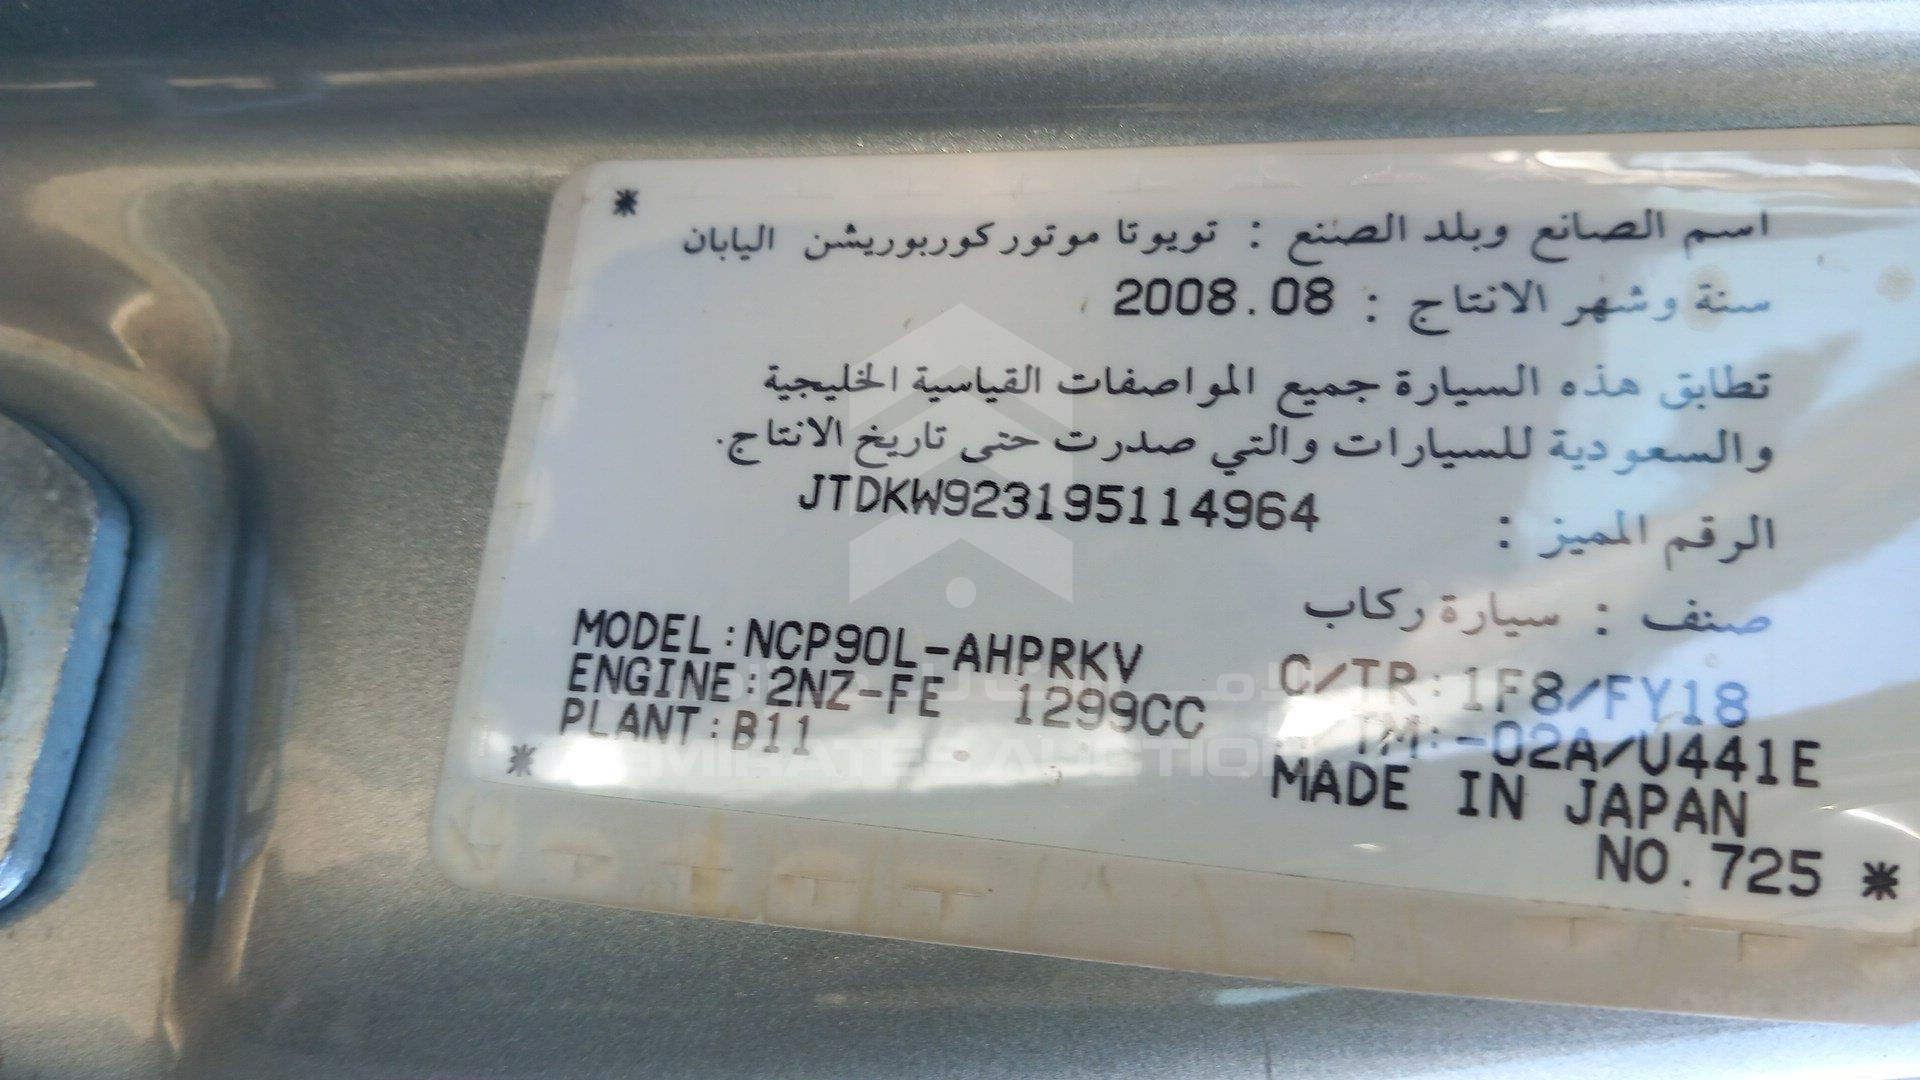 *
اسم الصانع وبلد الصنع : تويوتا موتور كوربوريشن اليابان
سنة وشهر الانتاج : 2008.08
تطابق هذه السيارة جميع المواصفات القياسية الخليجية
والسعودية للسيارات والتي صدرت حتى تاريخ الانتاج.
الرقم المميز : JTDKW923195114964
صنف : سيارة ركاب
MODEL:NCP90L-AHPRKV
C/TR:1F8/FY18
ENGINE:2NZ-FE 1299CC
/TM:-02A/U441E
PLANT:B11
MADE IN JAPAN
* NO.725 *
EMIRATES AUCTION